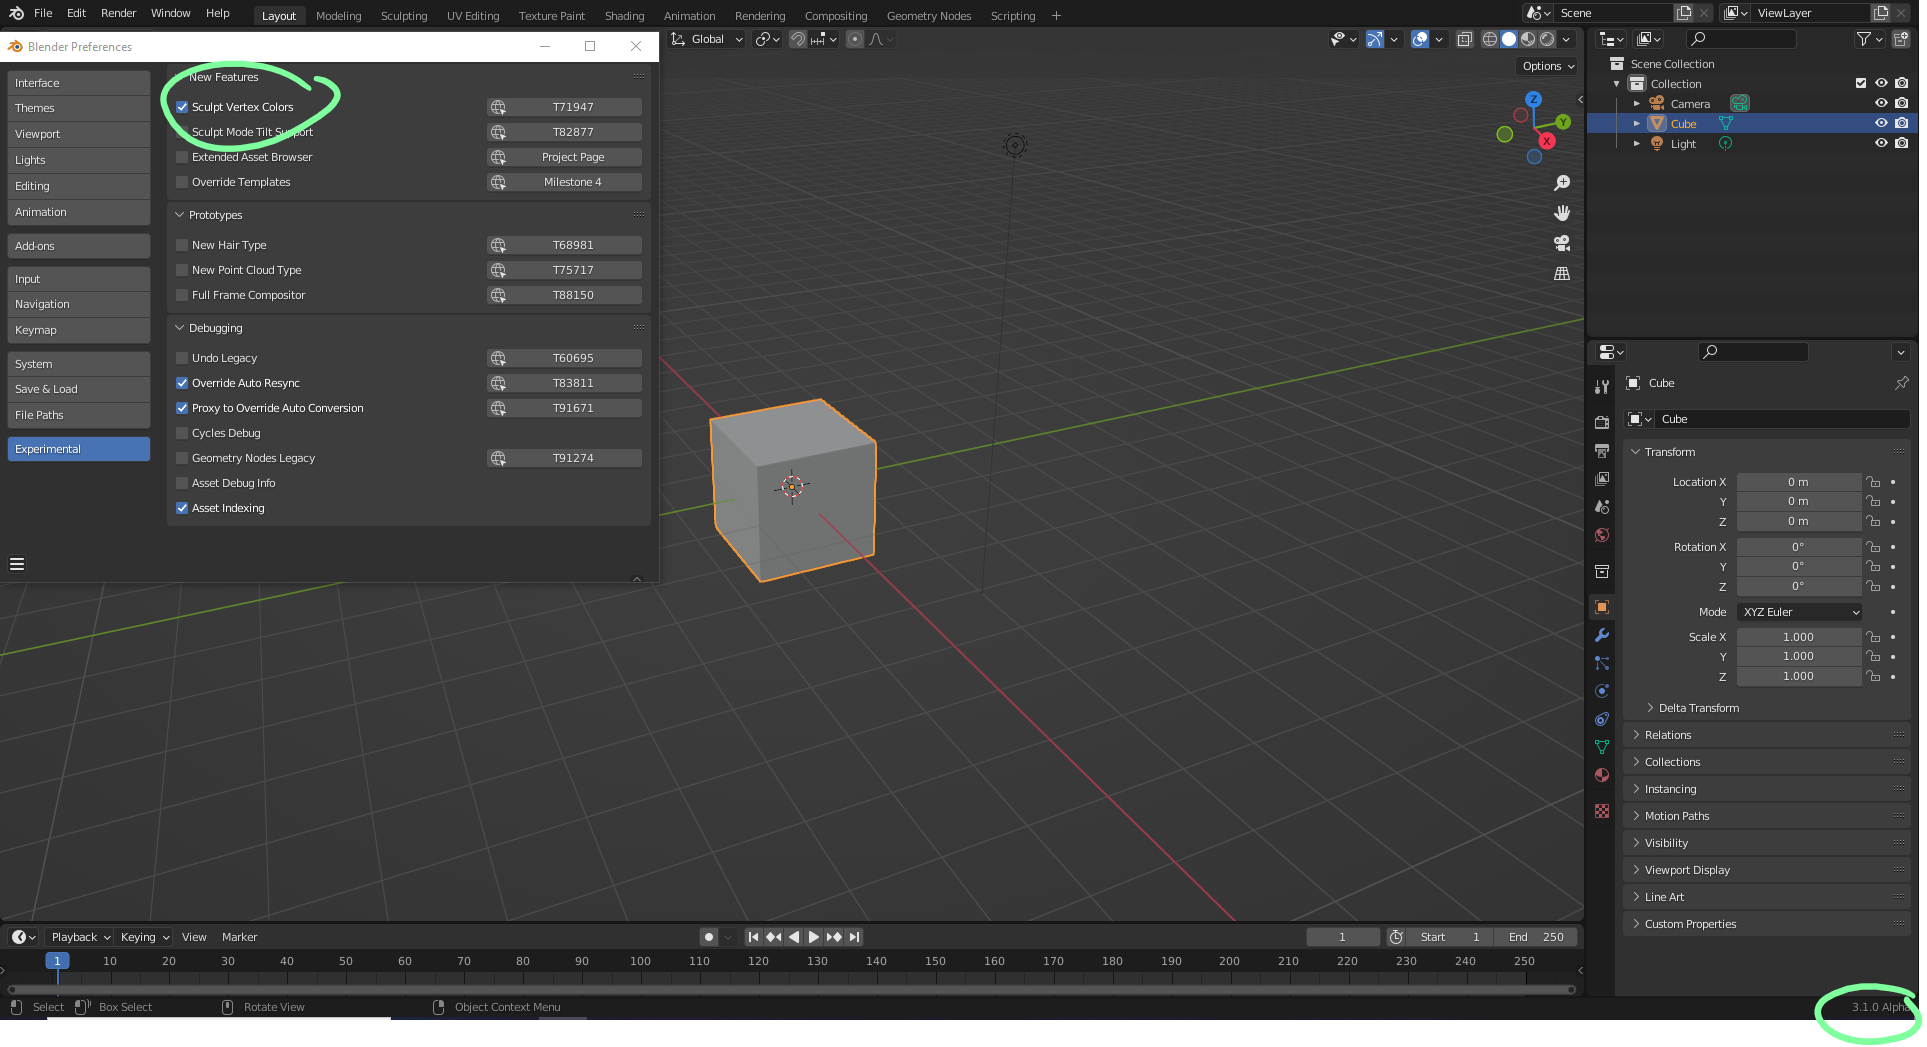 File Edit Render Window Help Layout Modeling Sculpting UV Editing Texture Paint Shading Animation Rendering Compositing Geometry Nodes Scripting + Scene ViewLayer
Blender Preferences
Global
Options
Interface
Themes
Viewport
Lights
Editing
Animation
Add-ons
Input
Navigation
Keymap
System
Save & Load
File Paths
Experimental
New Features
Sculpt Vertex Colors T71947
Sculpt Mode Tilt Support T82877
Extended Asset Browser Project Page
Override Templates Milestone 4
Prototypes
New Hair Type T68981
New Point Cloud Type T75717
Full Frame Compositor T88150
Debugging
Undo Legacy T60695
Override Auto Resync T83811
Proxy to Override Auto Conversion T91671
Cycles Debug
Geometry Nodes Legacy T91274
Asset Debug Info
Asset Indexing
Z
Y
X
Scene Collection
Collection
Camera
Cube
Light
Cube
Cube
Transform
Location X 0 m
Y 0 m
Z 0 m
Rotation X 0°
Y 0°
Z 0°
Mode XYZ Euler
Scale X 1.000
Y 1.000
Z 1.000
Delta Transform
Relations
Collections
Instancing
Motion Paths
Visibility
Viewport Display
Line Art
Custom Properties
Playback Keying View Marker 1 Start 1 End 250
1 10 20 30 40 50 60 70 80 90 100 110 120 130 140 150 160 170 180 190 200 210 220 230 240 250
Select Box Select Rotate View Object Context Menu 3.1.0 Alpha